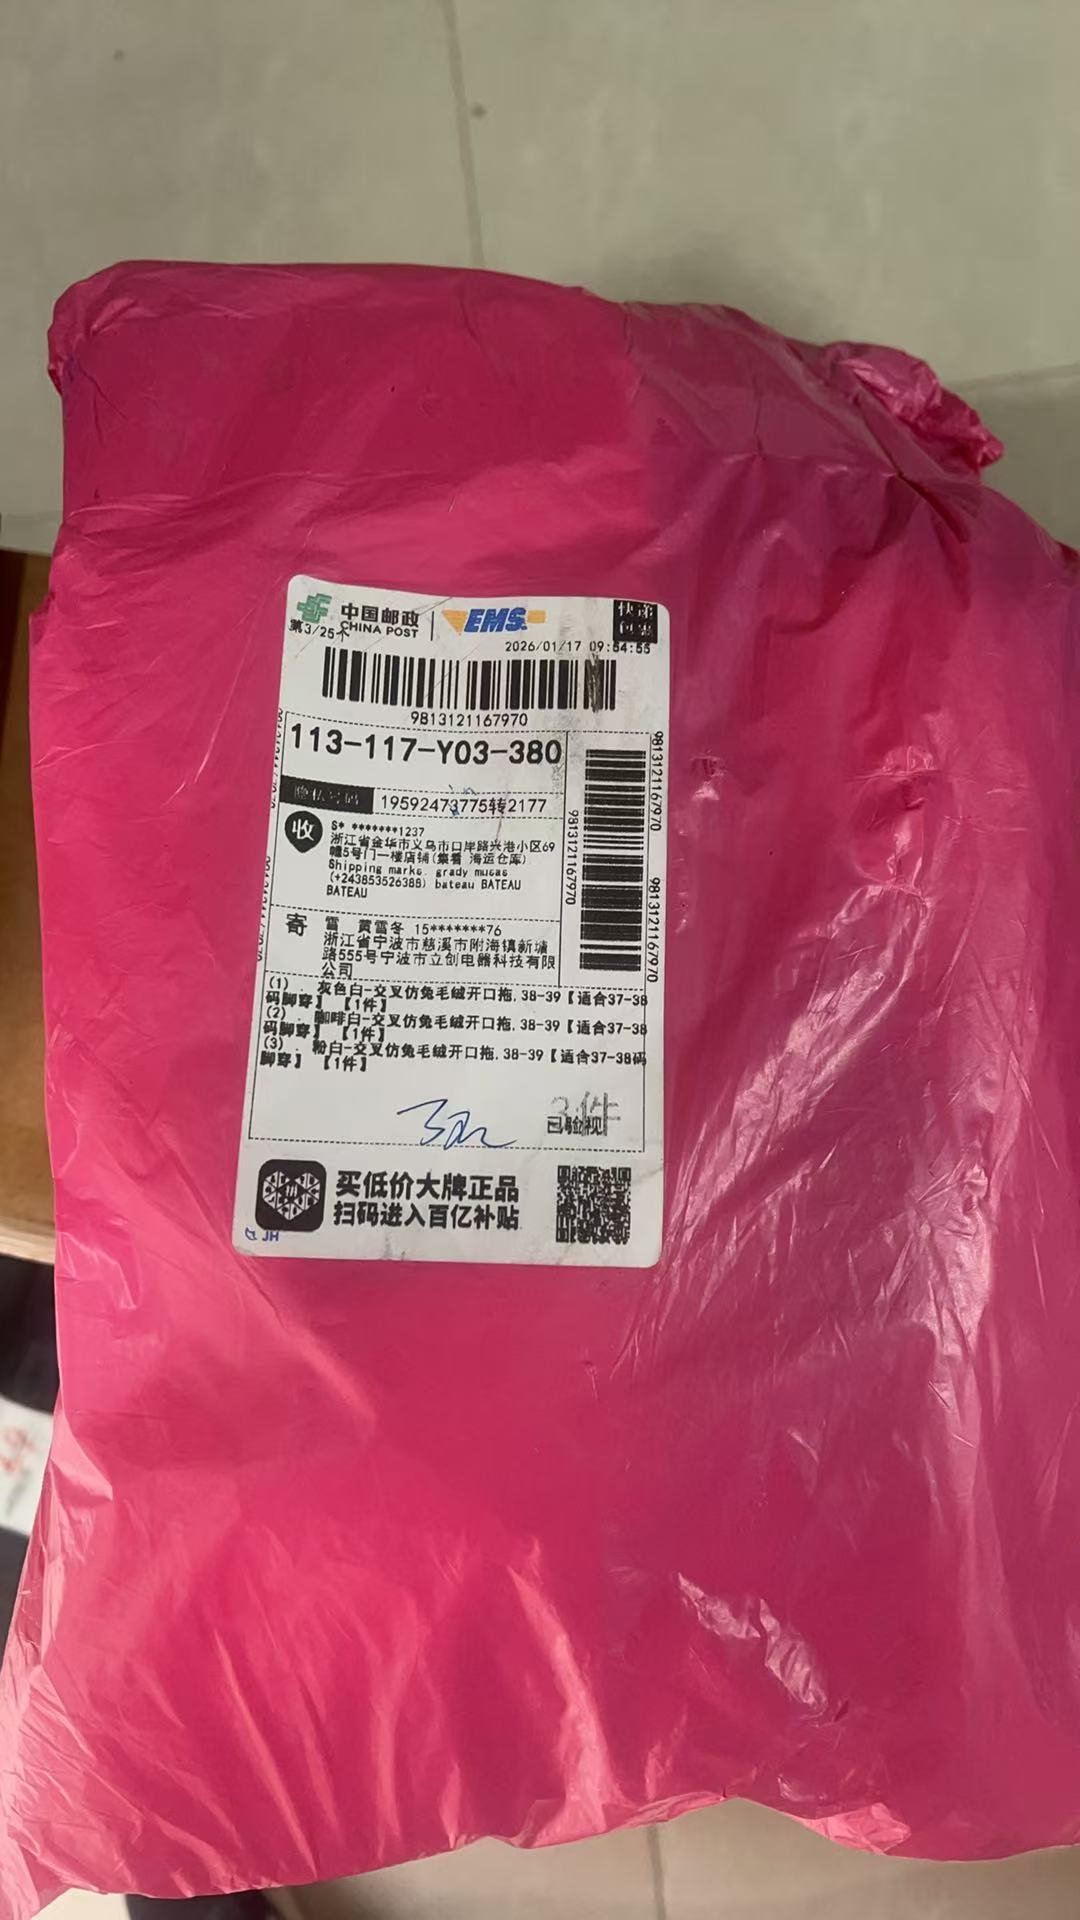 中国邮政
CHINA POST
EMS
第3/25个
2026/01/17 09:54:55
9813121167970
113-117-Y03-380
隐私号码 19592473775转2177
收
S* *******1237
浙江省金华市义乌市口岸路兴港小区69
幢5号门一楼店铺(集看 海运仓库)
Shipping marks. grady mucas
(+243853526388) bateau BATEAU
BATEAU
寄
雷 黄雪冬 15*******76
浙江省宁波市慈溪市附海镇新塘
路555号宁波市立创电器科技有限
公司
9813121167970
9813121167970
9813121167970
(1) . 灰色白-交叉仿兔毛绒开口拖,38-39【适合37-38
码脚穿】 【1件】
(2) . 咖啡白-交叉仿兔毛绒开口拖,38-39【适合37-38
码脚穿】 【1件】
(3) . 粉白-交叉仿兔毛绒开口拖,38-39【适合37-38码
脚穿】 【1件】
3件
已验视
买低价大牌正品
扫码进入百亿补贴
JH